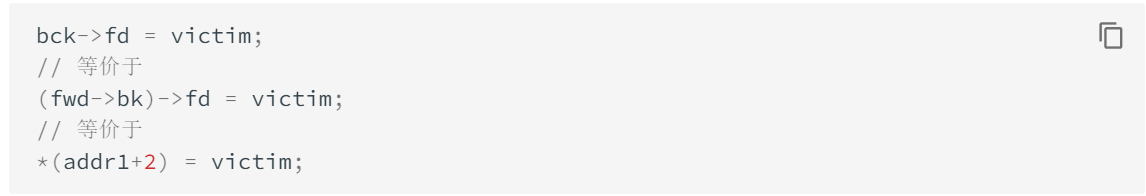 bck->fd = victim;
// 等价于
(fwd->bk)->fd = victim;
// 等价于
*(addr1+2) = victim;